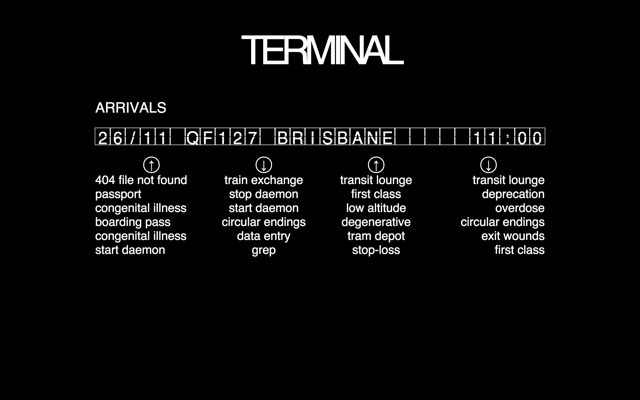 TERMINAL
ARRIVALS
26/11 QF127 BRISBANE 11:00
404 file not found
passport
congenital illness
boarding pass
congenital illness
start daemon
train exchange
stop daemon
start daemon
circular endings
data entry
grep
transit lounge
first class
low altitude
degenerative
tram depot
stop-loss
transit lounge
deprecation
overdose
circular endings
exit wounds
first class